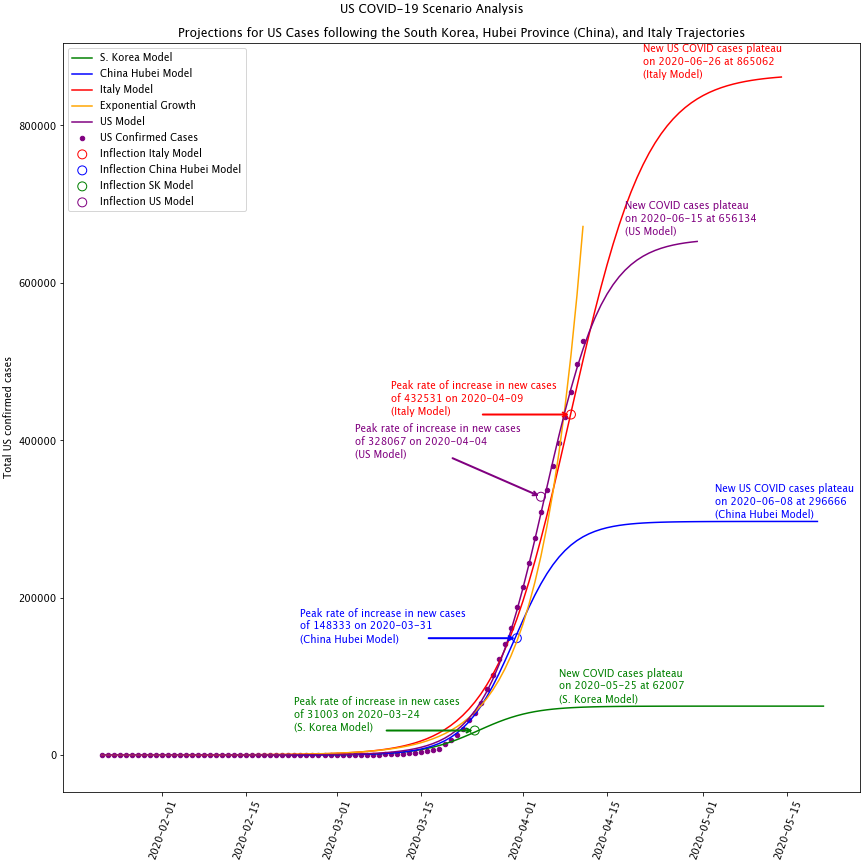 US COVID-19 Scenario Analysis
Projections for US Cases following the South Korea, Hubei Province (China), and Italy Trajectories
S. Korea Model
China Hubei Model
Italy Model
Exponential Growth
US Model
US Confirmed Cases
Inflection Italy Model
Inflection China Hubei Model
Inflection SK Model
Inflection US Model
New US COVID cases plateau
on 2020-06-26 at 865062
(Italy Model)
New COVID cases plateau
on 2020-06-15 at 656134
(US Model)
Peak rate of increase in new cases
of 432531 on 2020-04-09
(Italy Model)
Peak rate of increase in new cases
of 328067 on 2020-04-04
(US Model)
New US COVID cases plateau
on 2020-06-08 at 296666
(China Hubei Model)
Peak rate of increase in new cases
of 148333 on 2020-03-31
(China Hubei Model)
New COVID cases plateau
on 2020-05-25 at 62007
(S. Korea Model)
Peak rate of increase in new cases
of 31003 on 2020-03-24
(S. Korea Model)
Total US confirmed cases
800000
600000
400000
200000
0
2020-02-01
2020-02-15
2020-03-01
2020-03-15
2020-04-01
2020-04-15
2020-05-01
2020-05-15